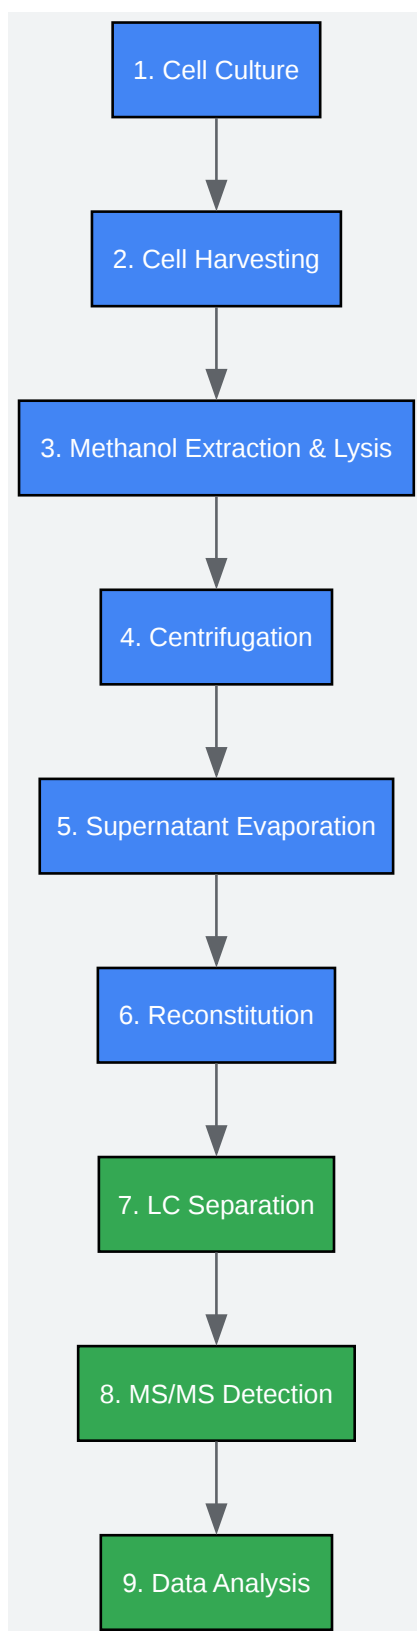 1. Cell Culture
2. Cell Harvesting
3. Methanol Extraction & Lysis
4. Centrifugation
5. Supernatant Evaporation
6. Reconstitution
7. LC Separation
8. MS/MS Detection
9. Data Analysis